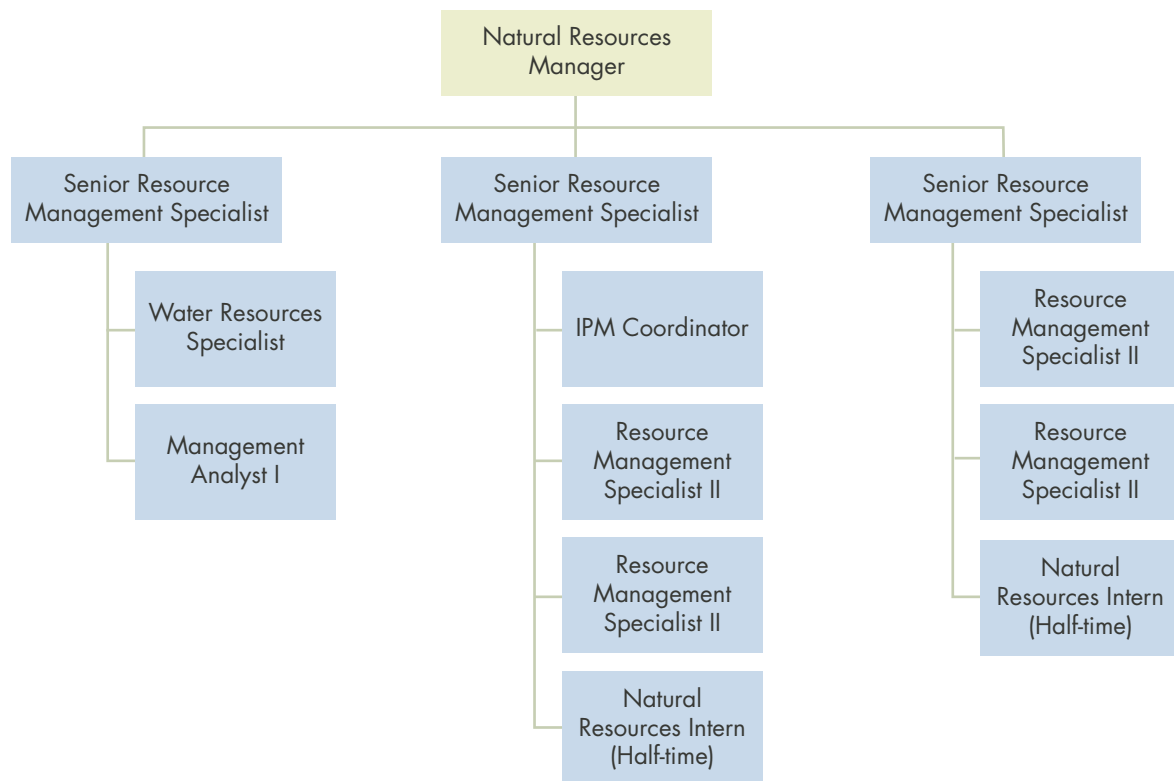 Natural Resources
Manager
Senior Resource
Management Specialist
Water Resources
Specialist
Management
Analyst I
Senior Resource
Management Specialist
IPM Coordinator
Resource
Management
Specialist II
Resource
Management
Specialist II
Natural
Resources Intern
(Half-time)
Senior Resource
Management Specialist
Resource
Management
Specialist II
Resource
Management
Specialist II
Natural
Resources Intern
(Half-time)